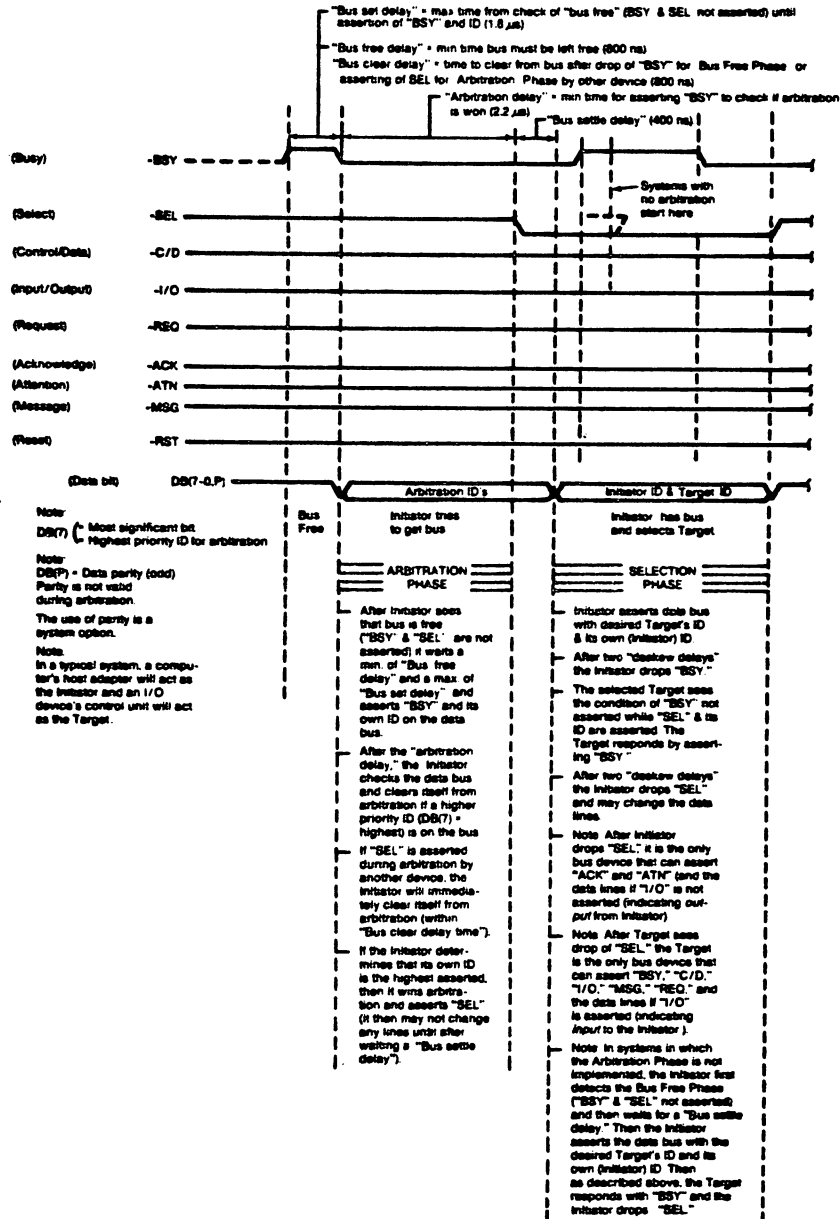 "Bus set delay" = max time from check of "bus free" (BSY & SEL not asserted) until
assertion of "BSY" and ID (1.8 µs)
"Bus free delay" = min time bus must be left free (800 ns)
"Bus clear delay" = time to clear from bus after drop of "BSY" for Bus Free Phase or
asserting of SEL for Arbitration Phase by other device (800 ns)
"Arbitration delay" = min time for asserting "BSY" to check if arbitration
is won (2.2 µs)
"Bus settle delay" (400 ns)
(Busy) -BSY
Systems with
no arbitration
start here
(Select) -SEL
(Control/Data) -C/D
(Input/Output) -I/O
(Request) -REQ
(Acknowledge) -ACK
(Attention) -ATN
(Message) -MSG
(Reset) -RST
(Data bit) DB(7-0,P) Arbitration ID's Initiator ID & Target ID
Note
DB(7) = Most significant bit
Highest priority ID for arbitration
Note
DB(P) = Data parity (odd)
Parity is not valid
during arbitration.
The use of parity is a
system option.
Note.
In a typical system, a compu-
ter's host adapter will act as
the Initiator and an I/O
device's control unit will act
as the Target.
Bus
Free
Initiator tries
to get bus
ARBITRATION
PHASE
After Initiator sees
that bus is free
("BSY" & "SEL" are not
asserted) it waits a
min. of "Bus free
delay" and a max. of
"Bus set delay" and
asserts "BSY" and its
own ID on the data
bus.
After the "arbitration
delay," the Initiator
checks the data bus
and clears itself from
arbitration if a higher
priority ID (DB(7) =
highest) is on the bus
If "SEL" is asserted
during arbitration by
another device, the
Initiator will immedia-
tely clear itself from
arbitration (within
"Bus clear delay time").
If the Initiator deter-
mines that its own ID
is the highest asserted,
then it wins arbitra-
tion and asserts "SEL"
(it then may not change
any lines until after
waiting a "Bus settle
delay").
Initiator has bus
and selects Target
SELECTION
PHASE
Initiator asserts data bus
with desired Target's ID
& its own (Initiator) ID.
After two "deskew delays"
the Initiator drops "BSY."
The selected Target sees
the condition of "BSY" not
asserted while "SEL" & its
ID are asserted. The
Target responds by assert-
ing "BSY"
After two "deskew delays"
the Initiator drops "SEL"
and may change the data
lines.
Note After Initiator
drops "SEL," it is the only
bus device that can assert
"ACK" and "ATN" (and the
data lines if "I/O" is not
asserted (indicating out-
put from Initiator)
Note After Target sees
drop of "SEL," the Target
is the only bus device that
can assert "BSY," "C/D,"
"I/O," "MSG," "REQ," and
the data lines if "I/O"
is asserted (indicating
input to the Initiator ).
Note In systems in which
the Arbitration Phase is not
implemented, the Initiator first
detects the Bus Free Phase
("BSY" & "SEL" not asserted)
and then waits for a "Bus settle
delay." Then the Initiator
asserts the data bus with the
desired Target's ID and its
own (Initiator) ID Then
as described above, the Target
responds with "BSY" and the
Initiator drops "SEL"